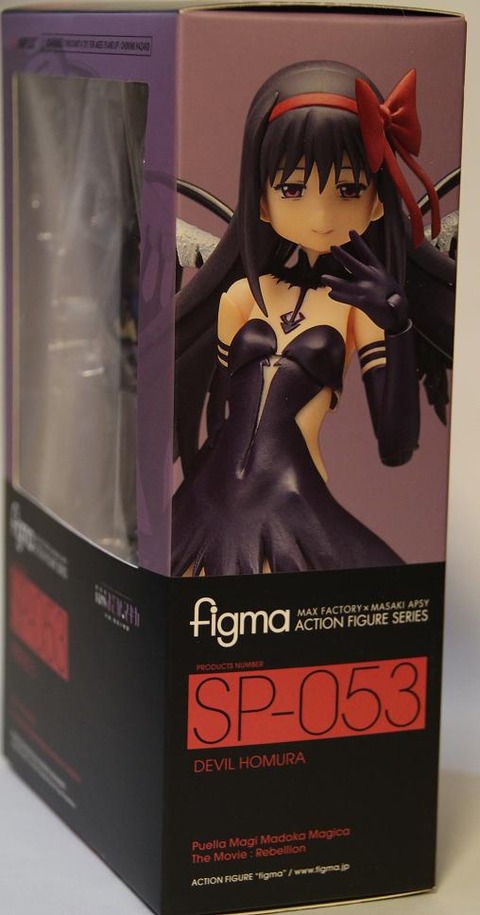 figma
MAX FACTORY × MASAKI APSY
ACTION FIGURE SERIES
PRODUCTS NUMBER
SP-053
DEVIL HOMURA
Puella Magi Madoka Magica
The Movie : Rebellion
ACTION FIGURE "figma" / www.figma.jp